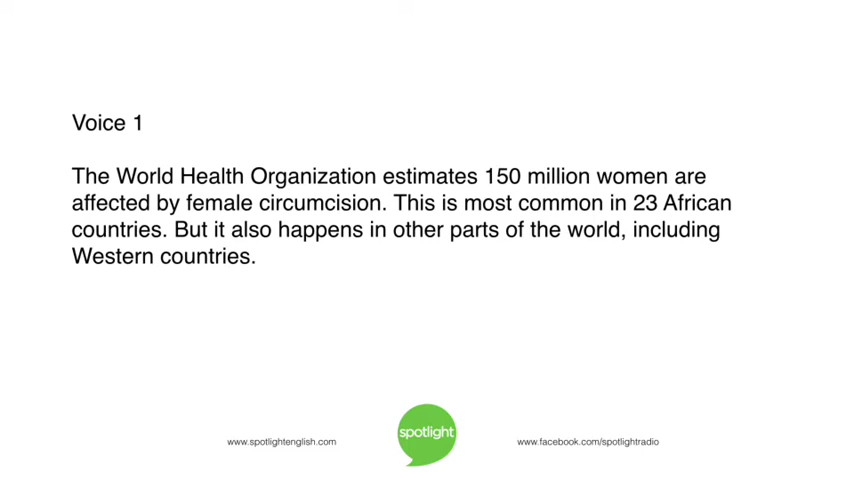 Voice 1
The World Health Organization estimates 150 million women are
affected by female circumcision. This is most common in 23 African
countries. But it also happens in other parts of the world, including
Western countries.
spotlight
www.spotlightenglish.com
www.facebook.com/spotlightradio